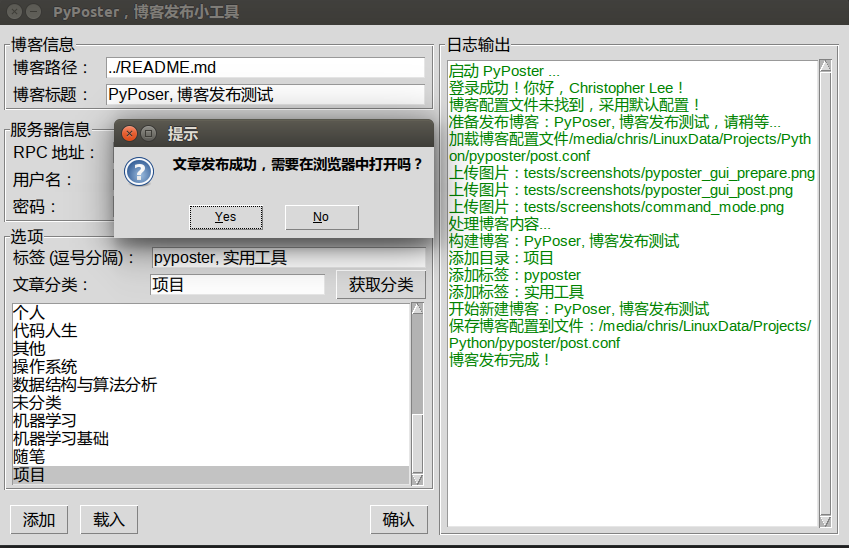 PyPoster，博客发布小工具
博客信息
博客路径： ../README.md
博客标题： PyPoser, 博客发布测试
服务器信息
RPC 地址：
用户名：
密码：
提示
文章发布成功，需要在浏览器中打开吗？
Yes No
选项
标签 (逗号分隔)： pyposter, 实用工具
文章分类： 项目 获取分类
个人
代码人生
其他
操作系统
数据结构与算法分析
未分类
机器学习
机器学习基础
随笔
项目
添加 载入 确认
日志输出
启动 PyPoster ...
登录成功！你好，Christopher Lee！
博客配置文件未找到，采用默认配置！
准备发布博客：PyPoser, 博客发布测试，请稍等...
加载博客配置文件/media/chris/LinuxData/Projects/Pyth
on/pyposter/post.conf
上传图片：tests/screenshots/pyposter_gui_prepare.png
上传图片：tests/screenshots/pyposter_gui_post.png
上传图片：tests/screenshots/command_mode.png
处理博客内容...
构建博客：PyPoser, 博客发布测试
添加目录：项目
添加标签：pyposter
添加标签：实用工具
开始新建博客：PyPoser, 博客发布测试
保存博客配置到文件：/media/chris/LinuxData/Projects/
Python/pyposter/post.conf
博客发布完成！